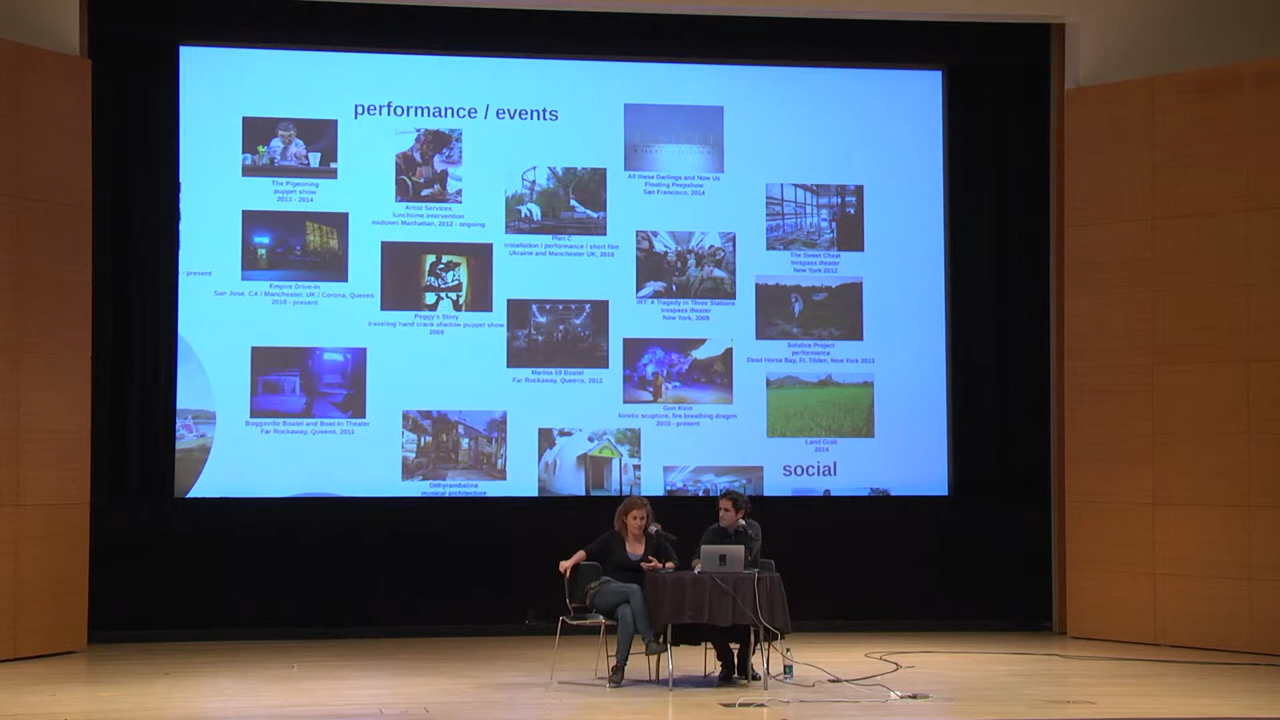 performance / events
The Pigeoning
puppet show
2013 - 2014
Artist Services
lunchtime intervention
midtown Manhattan, 2012 - ongoing
Plan C
installation / performance / short film
Ukraine and Manchester UK, 2010
All these Darlings and Now Us
Floating Peepshow
San Francisco, 2014
The Sweet Cheat
trespass theater
New York 2012
- present
Empire Drive-In
San Jose, CA / Manchester, UK / Corona, Queens
2010 - present
Peggy's Story
traveling hand crank shadow puppet show
2009
IRT: A Tragedy in Three Stations
trespass theater
New York, 2009
Solstice Project
performance
Dead Horse Bay, Ft. Tilden, New York 2013
Marina 59 Boatel
Far Rockaway, Queens, 2012
Gon Kirin
kinetic scupture, fire breathing dragon
2010 - present
Boggsville Boatel and Boat-In Theater
Far Rockaway, Queens, 2011
Land Grab
2014
Dithyrambalina
musical architecture
social